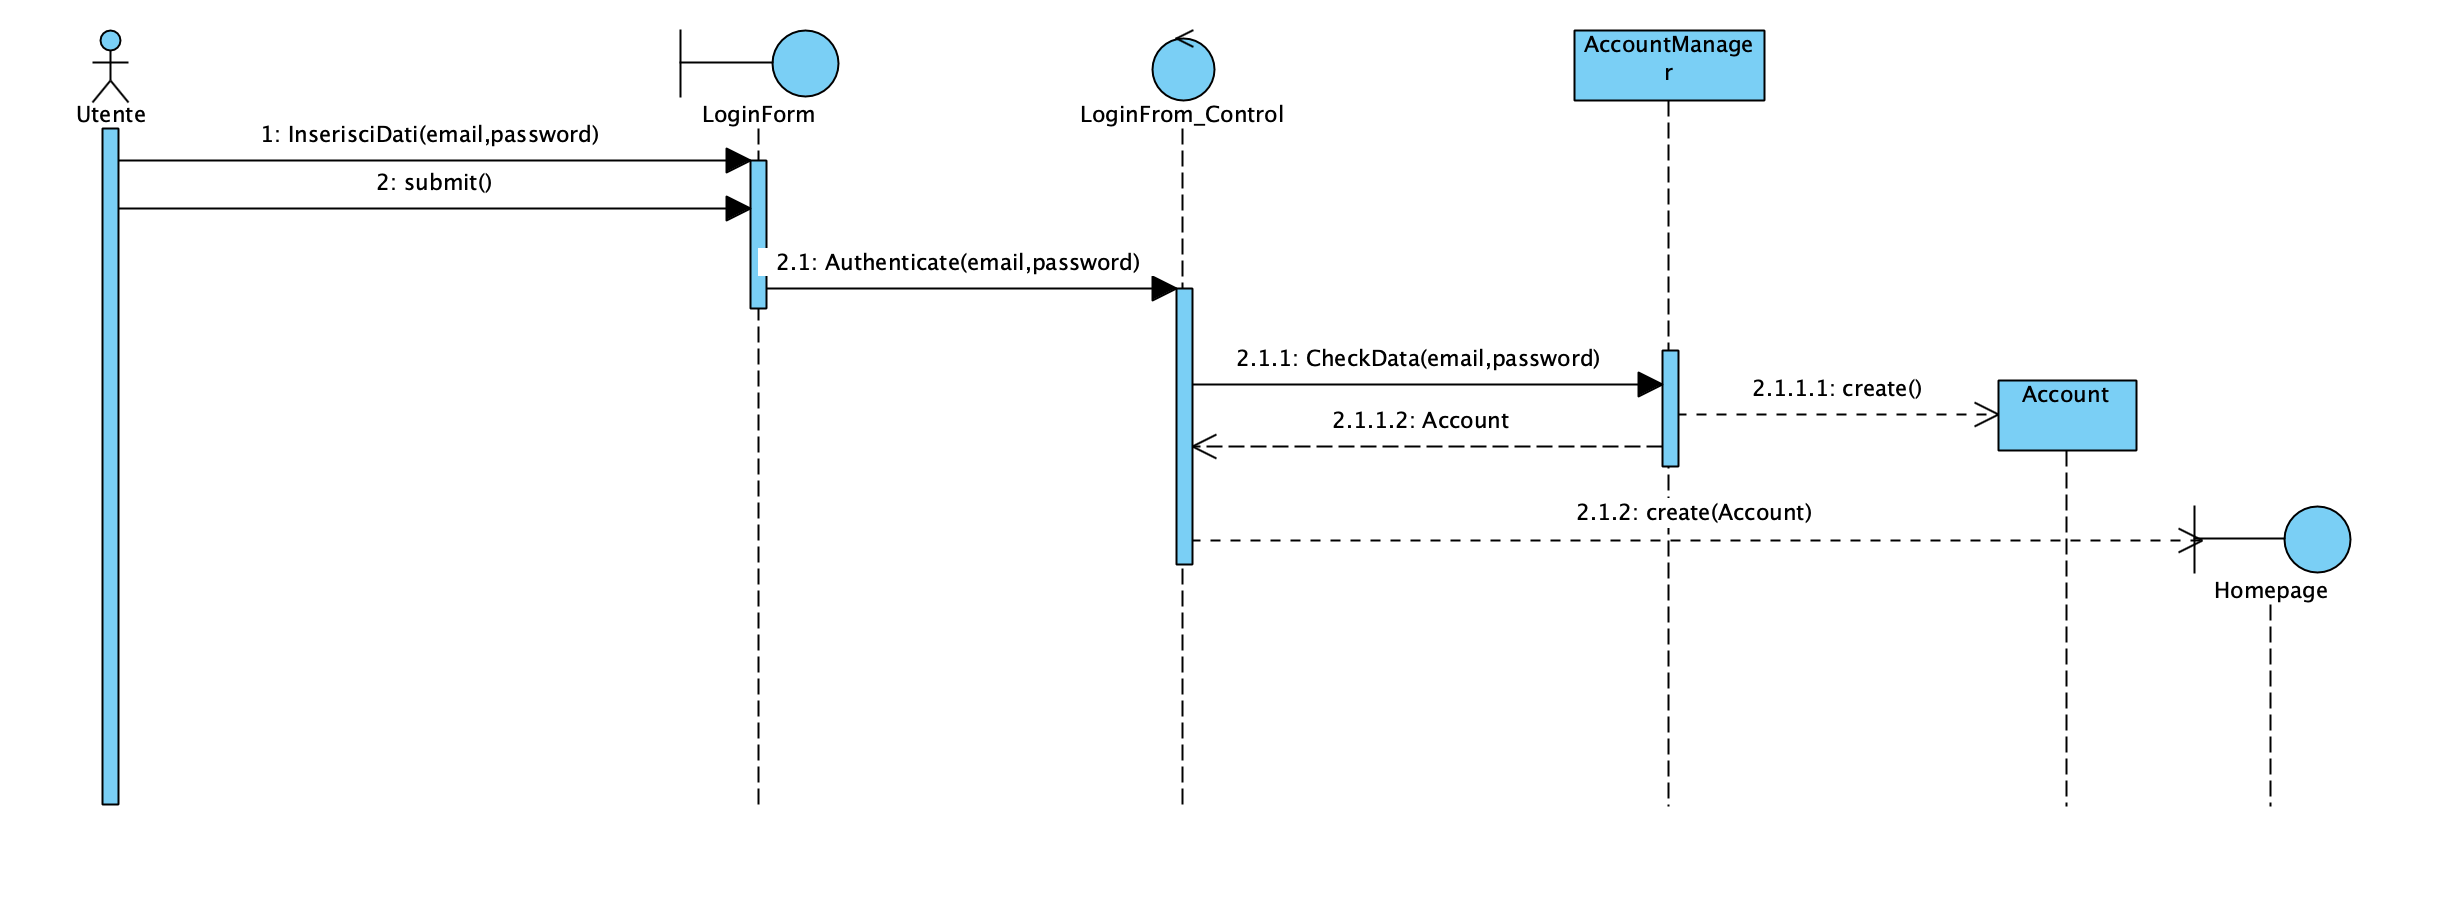 AccountManage
r
Utente
LoginForm
LoginFrom_Control
1: InserisciDati(email,password)
2: submit()
2.1: Authenticate(email,password)
2.1.1: CheckData(email,password)
2.1.1.1: create()
Account
2.1.1.2: Account
2.1.2: create(Account)
Homepage